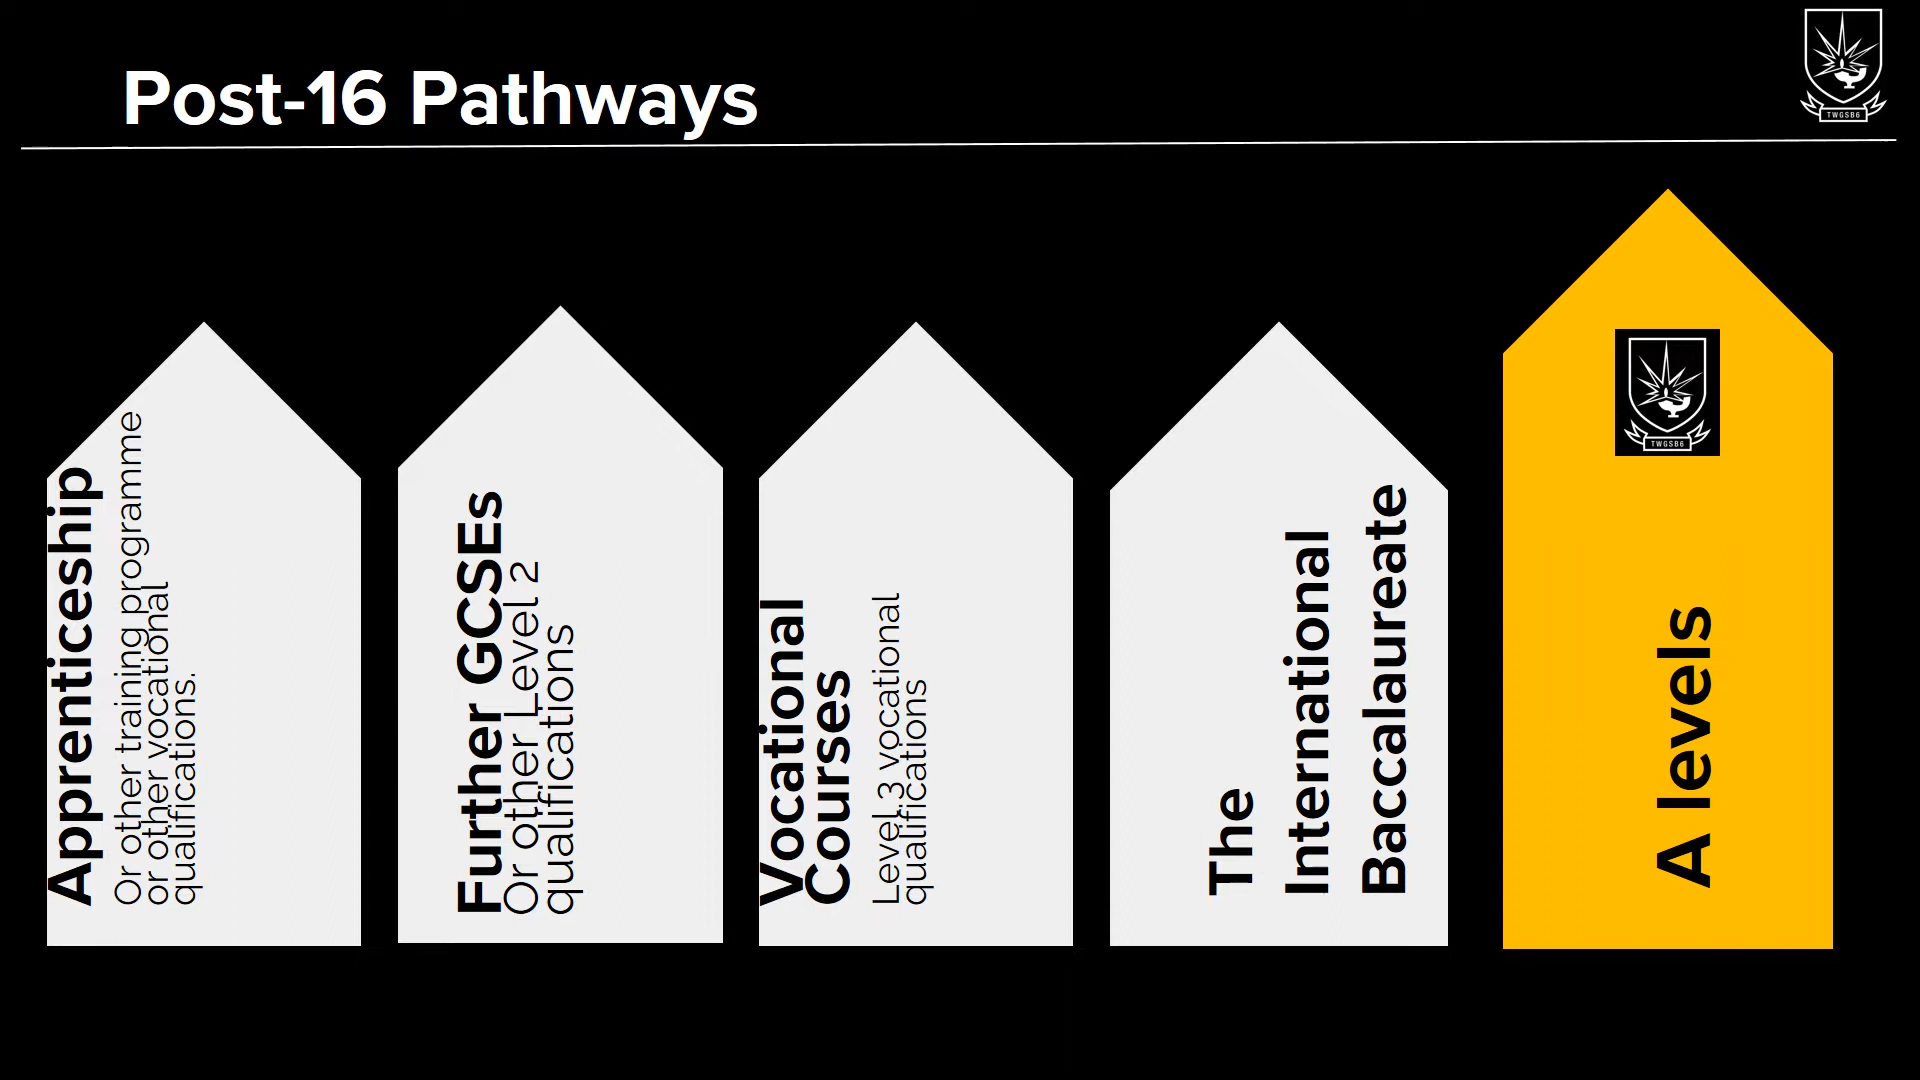 Post-16 Pathways
TWGSB6
Apprenticeship
Or other training programme
or other vocational
qualifications.
Further GCSEs
Or other Level 2
qualifications
Vocational
Courses
Level 3 vocational
qualifications
The
International
Baccalaureate
TWGSB6
A levels